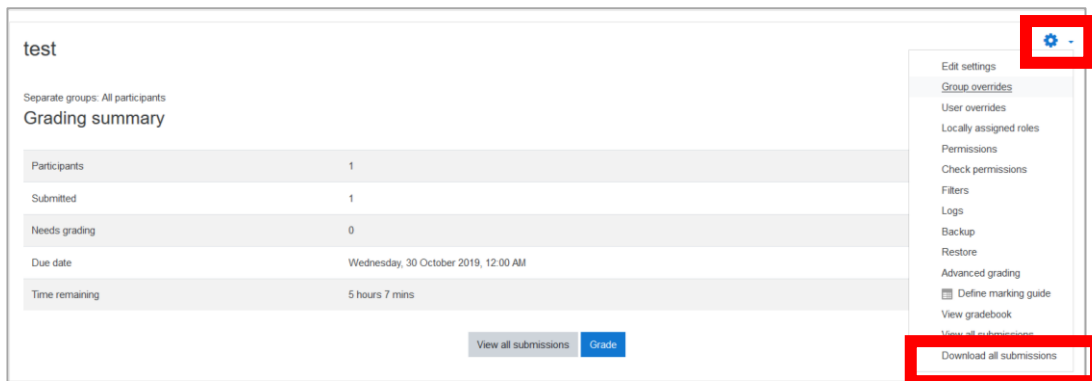 test
Separate groups: All participants
Grading summary
Participants 1
Submitted 1
Needs grading 0
Due date Wednesday, 30 October 2019, 12:00 AM
Time remaining 5 hours 7 mins
View all submissions Grade
Edit settings
Group overrides
User overrides
Locally assigned roles
Permissions
Check permissions
Filters
Logs
Backup
Restore
Advanced grading
Define marking guide
View gradebook
View all submissions
Download all submissions